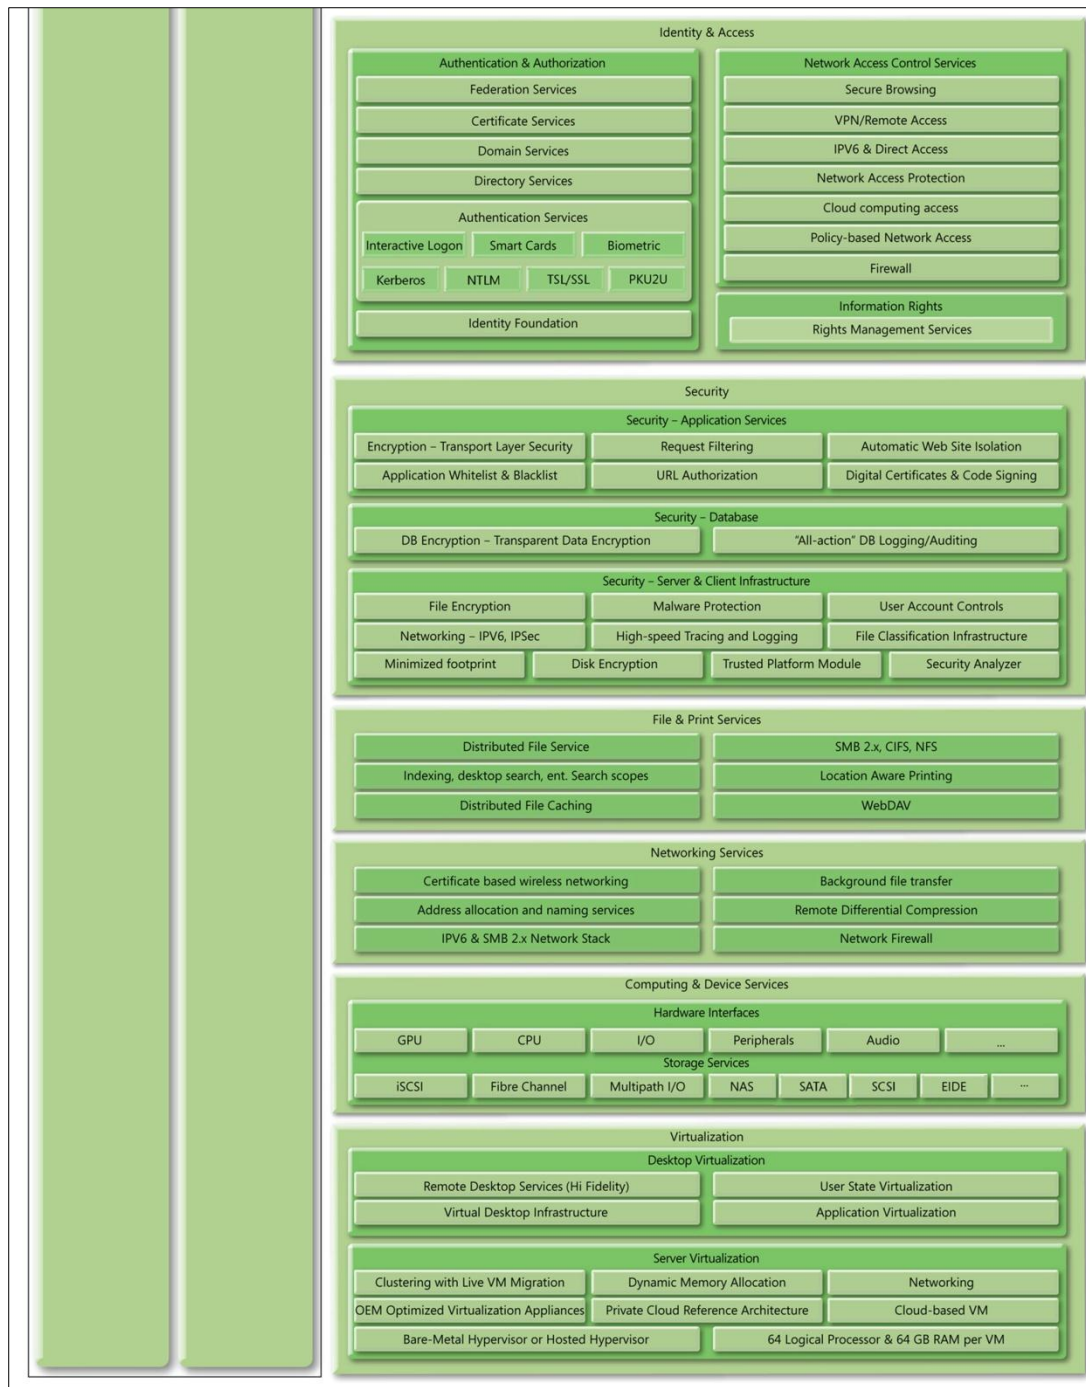 Identity & Access
Authentication & Authorization
Federation Services
Certificate Services
Domain Services
Directory Services
Authentication Services
Interactive Logon
Smart Cards
Biometric
Kerberos
NTLM
TSL/SSL
PKU2U
Identity Foundation
Network Access Control Services
Secure Browsing
VPN/Remote Access
IPV6 & Direct Access
Network Access Protection
Cloud computing access
Policy-based Network Access
Firewall
Information Rights
Rights Management Services
Security
Security – Application Services
Encryption – Transport Layer Security
Request Filtering
Automatic Web Site Isolation
Application Whitelist & Blacklist
URL Authorization
Digital Certificates & Code Signing
Security – Database
DB Encryption – Transparent Data Encryption
"All-action" DB Logging/Auditing
Security – Server & Client Infrastructure
File Encryption
Malware Protection
User Account Controls
Networking – IPV6, IPSec
High-speed Tracing and Logging
File Classification Infrastructure
Minimized footprint
Disk Encryption
Trusted Platform Module
Security Analyzer
File & Print Services
Distributed File Service
SMB 2.x, CIFS, NFS
Indexing, desktop search, ent. Search scopes
Location Aware Printing
Distributed File Caching
WebDAV
Networking Services
Certificate based wireless networking
Background file transfer
Address allocation and naming services
Remote Differential Compression
IPV6 & SMB 2.x Network Stack
Network Firewall
Computing & Device Services
Hardware Interfaces
GPU
CPU
I/O
Peripherals
Audio
...
Storage Services
iSCSI
Fibre Channel
Multipath I/O
NAS
SATA
SCSI
EIDE
...
Virtualization
Desktop Virtualization
Remote Desktop Services (Hi Fidelity)
User State Virtualization
Virtual Desktop Infrastructure
Application Virtualization
Server Virtualization
Clustering with Live VM Migration
Dynamic Memory Allocation
Networking
OEM Optimized Virtualization Appliances
Private Cloud Reference Architecture
Cloud-based VM
Bare-Metal Hypervisor or Hosted Hypervisor
64 Logical Processor & 64 GB RAM per VM